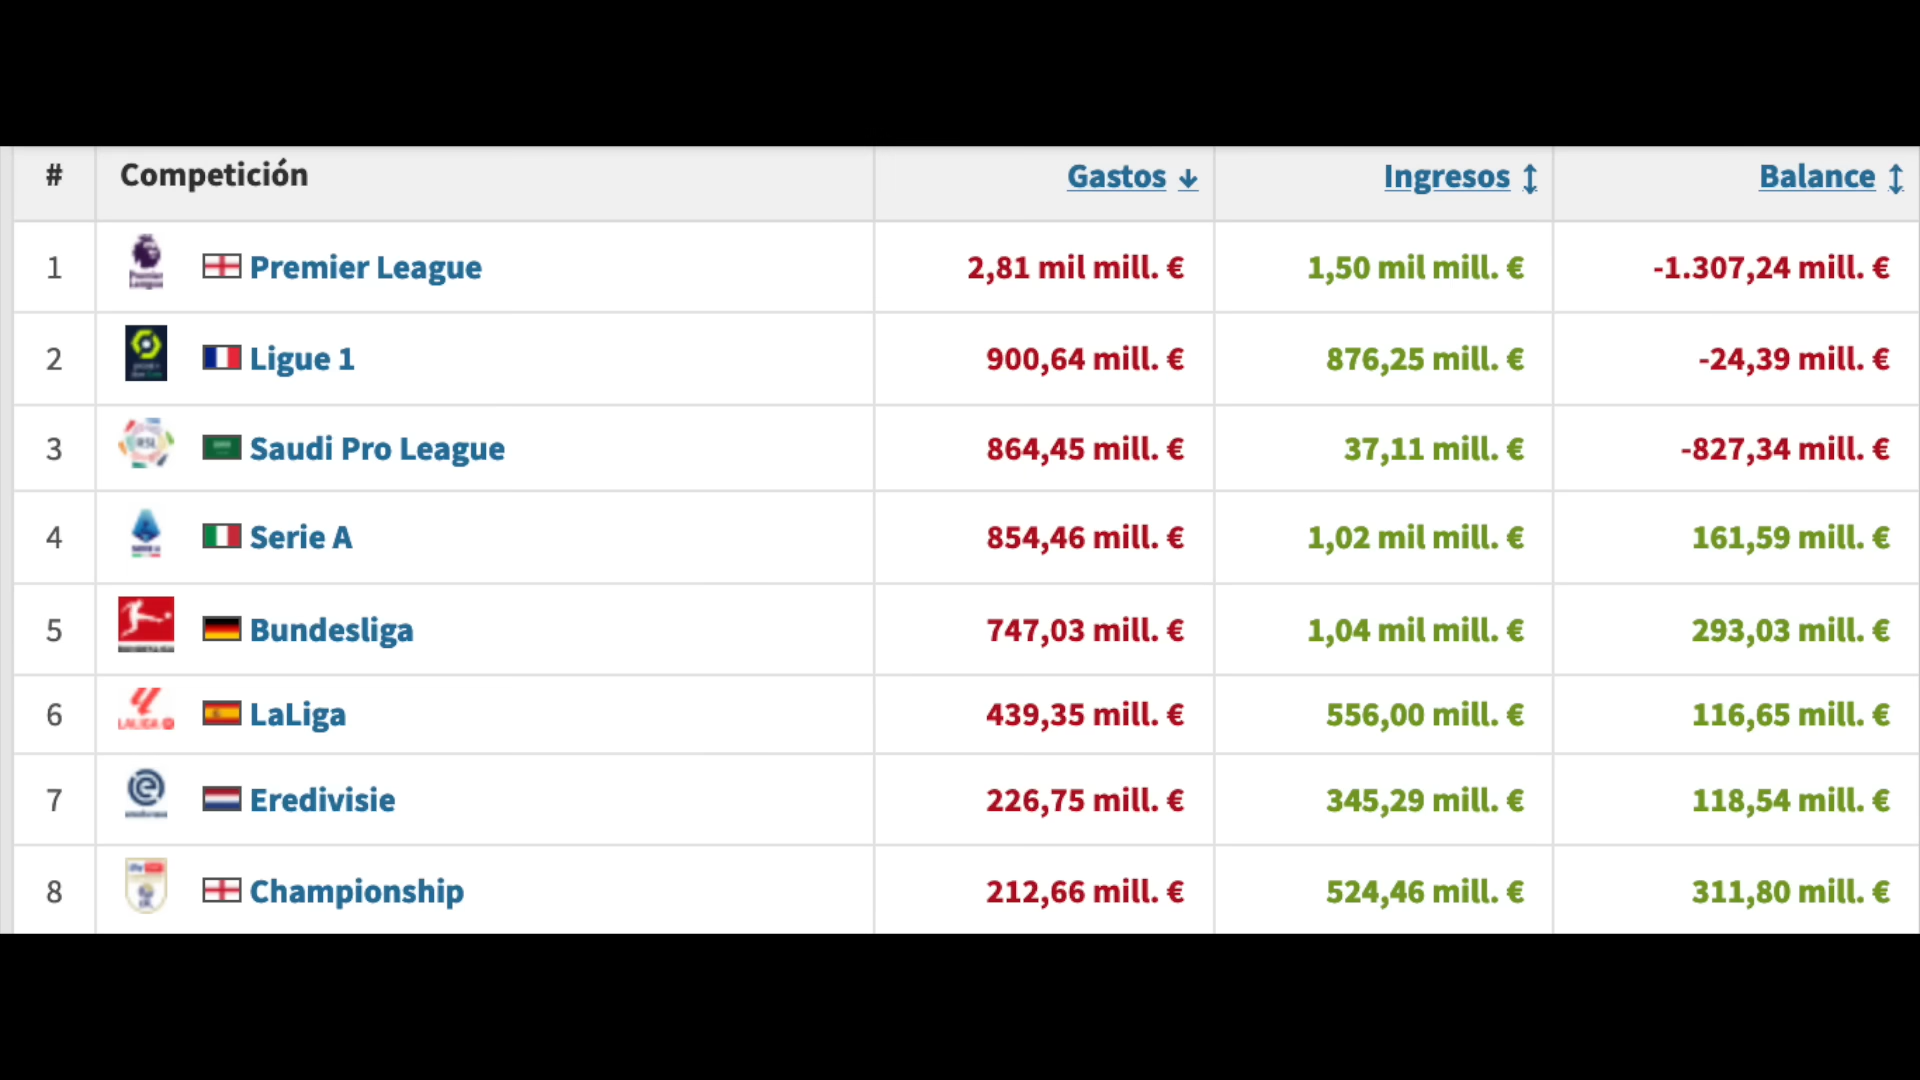 # Competición Gastos Ingresos Balance
1 Premier League 2,81 mil mill. € 1,50 mil mill. € -1.307,24 mill. €
2 Ligue 1 900,64 mill. € 876,25 mill. € -24,39 mill. €
3 RSL Saudi Pro League 864,45 mill. € 37,11 mill. € -827,34 mill. €
4 Serie A 854,46 mill. € 1,02 mil mill. € 161,59 mill. €
5 Bundesliga 747,03 mill. € 1,04 mil mill. € 293,03 mill. €
6 LaLiga 439,35 mill. € 556,00 mill. € 116,65 mill. €
7 Eredivisie 226,75 mill. € 345,29 mill. € 118,54 mill. €
8 Championship 212,66 mill. € 524,46 mill. € 311,80 mill. €